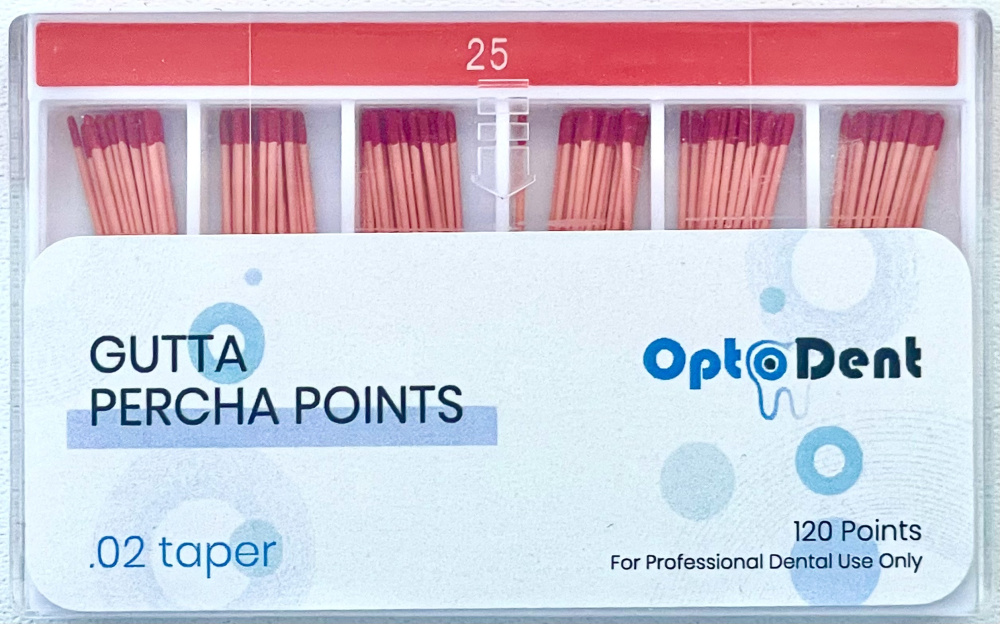 25
GUTTA
PERCHA POINTS
OptoDent
.02 taper
120 Points
For Professional Dental Use Only